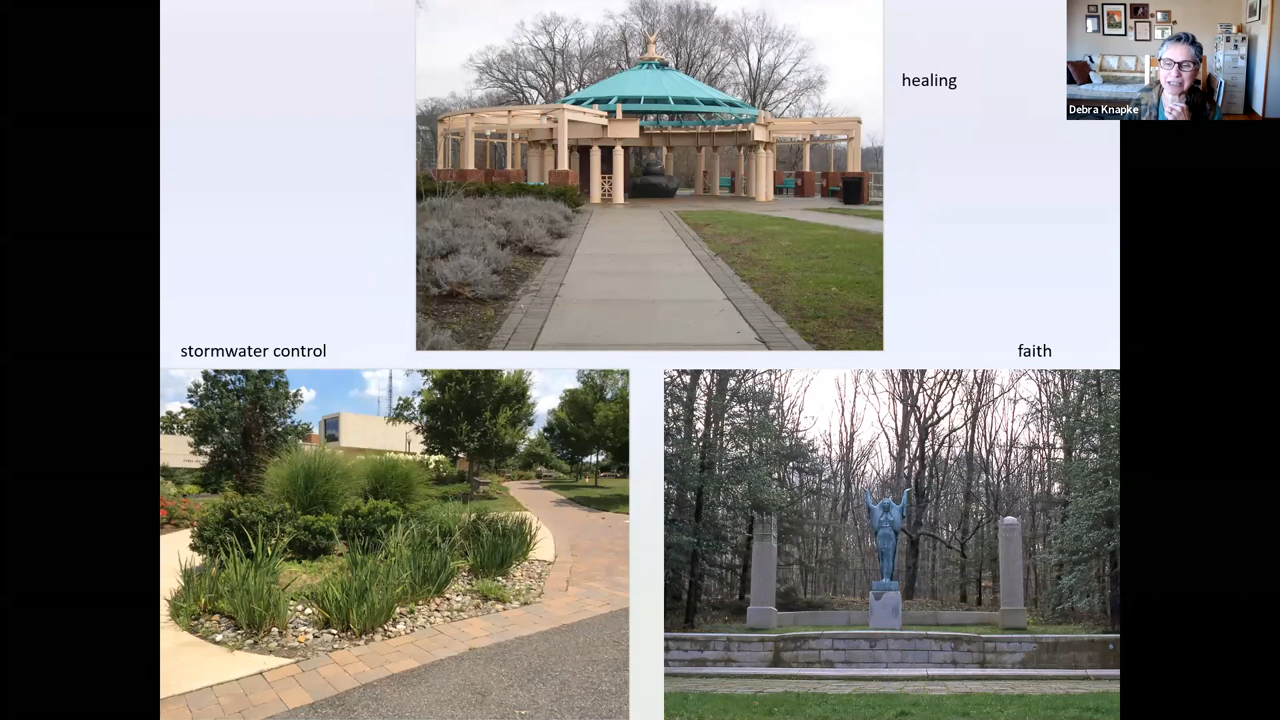 healing
Debra Knapke
stormwater control
faith